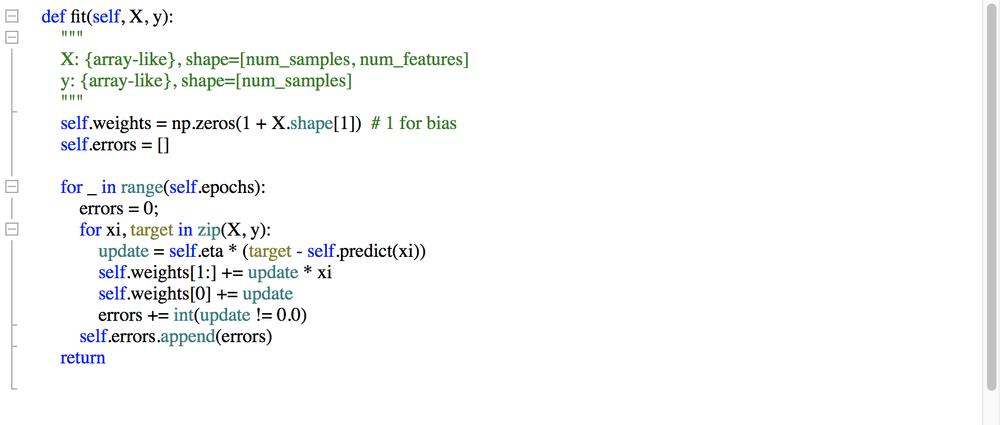 def fit(self, X, y):
"""
X: {array-like}, shape=[num_samples, num_features]
y: {array-like}, shape=[num_samples]
"""
self.weights = np.zeros(1 + X.shape[1])  # 1 for bias
self.errors = []
for _ in range(self.epochs):
errors = 0;
for xi, target in zip(X, y):
update = self.eta * (target - self.predict(xi))
self.weights[1:] += update * xi
self.weights[0] += update
errors += int(update != 0.0)
self.errors.append(errors)
return